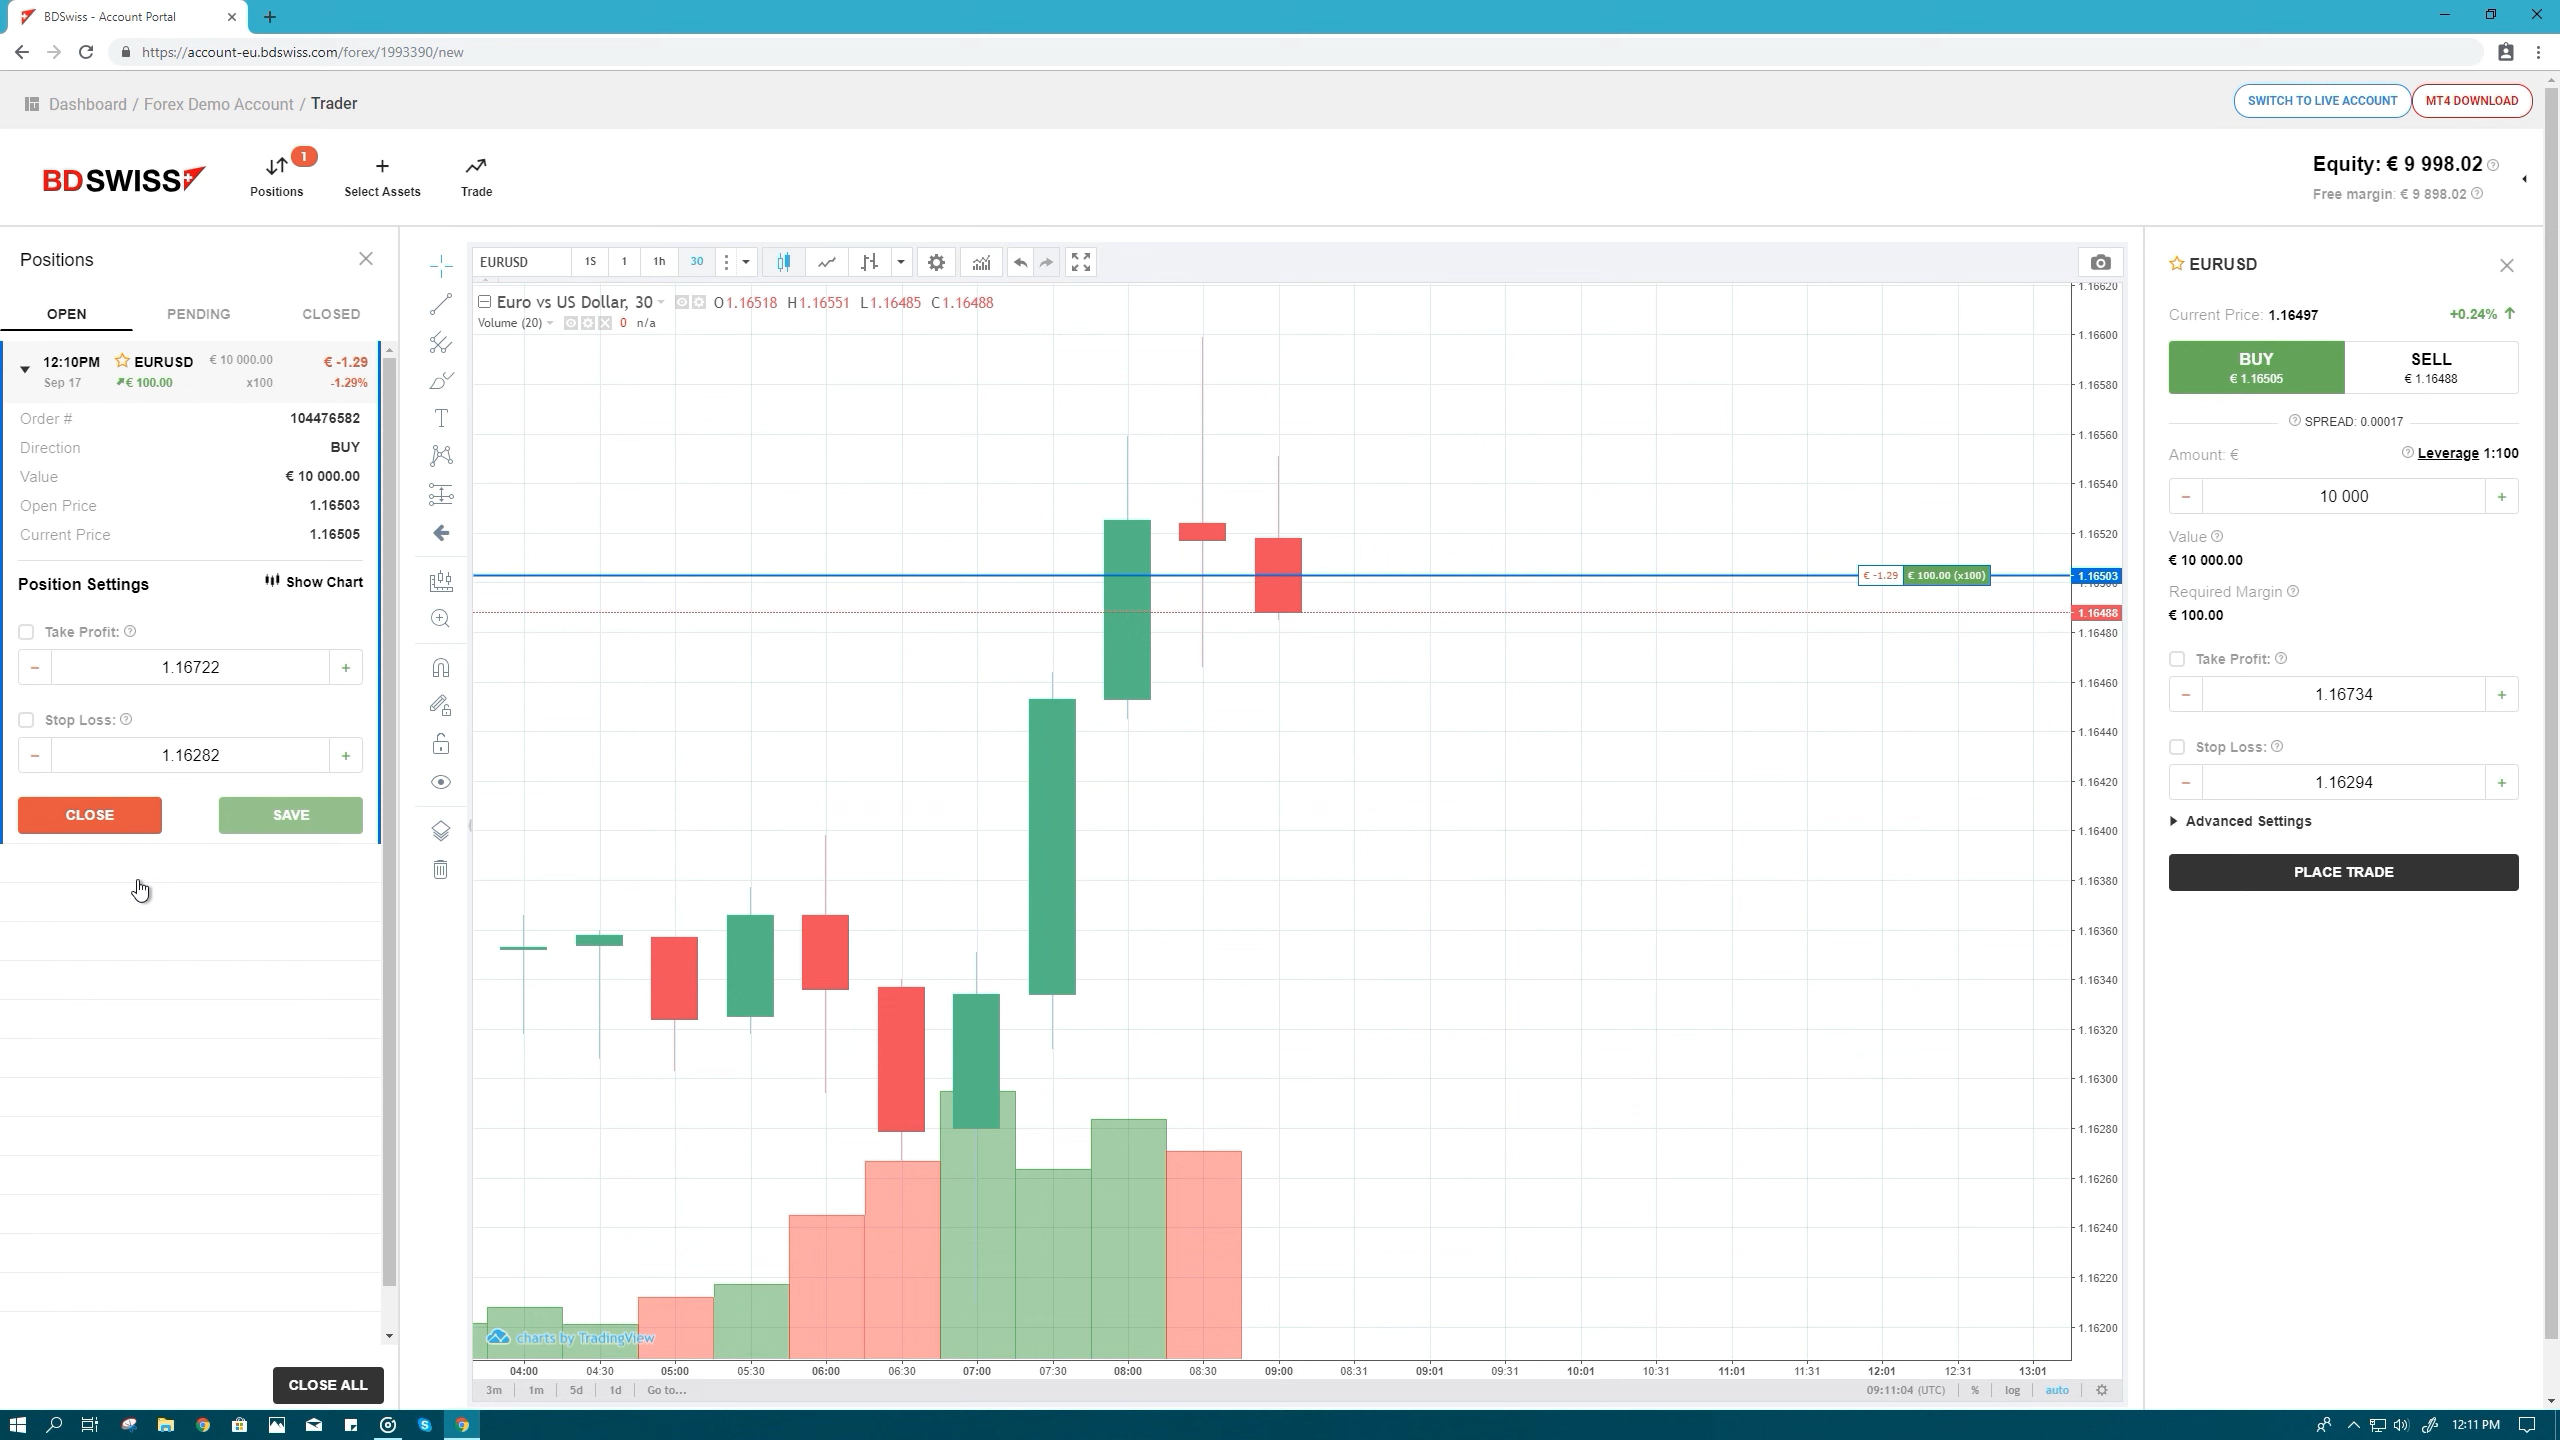 BDSwiss - Account Portal
https://account-eu.bdswiss.com/forex/1993390/new
Dashboard / Forex Demo Account / Trader
SWITCH TO LIVE ACCOUNT
MT4 DOWNLOAD
BDSWISS
1
Positions
Select Assets
Trade
Equity: € 9 998.02
Free margin: € 9 898.02
Positions
OPEN
PENDING
CLOSED
12:10PM EURUSD € 10 000.00 € -1.29
Sep 17 € 100.00 x100 -1.29%
Order # 104476582
Direction BUY
Value € 10 000.00
Open Price 1.16503
Current Price 1.16505
Position Settings
Show Chart
Take Profit:
− 1.16722 +
Stop Loss:
− 1.16282 +
CLOSE
SAVE
CLOSE ALL
EURUSD 1S 1 1h 30
Euro vs US Dollar, 30 O1.16518 H1.16551 L1.16485 C1.16488
Volume (20) 0 n/a
€ -1.29 € 100.00 (x100)
1.16620
1.16600
1.16580
1.16560
1.16540
1.16520
1.16503
1.16488
1.16480
1.16460
1.16440
1.16420
1.16400
1.16380
1.16360
1.16340
1.16320
1.16300
1.16280
1.16260
1.16240
1.16220
1.16200
charts by TradingView
04:00 04:30 05:00 05:30 06:00 06:30 07:00 07:30 08:00 08:30 09:00 08:31 09:01 09:31 10:01 10:31 11:01 11:31 12:01 12:31 13:01
3m 1m 5d 1d Go to...
09:11:04 (UTC) % log auto
EURUSD
Current Price: 1.16497 +0.24%
BUY
€ 1.16505
SELL
€ 1.16488
SPREAD: 0.00017
Amount: € Leverage 1:100
− 10 000 +
Value
€ 10 000.00
Required Margin
€ 100.00
Take Profit:
− 1.16734 +
Stop Loss:
− 1.16294 +
Advanced Settings
PLACE TRADE
12:11 PM